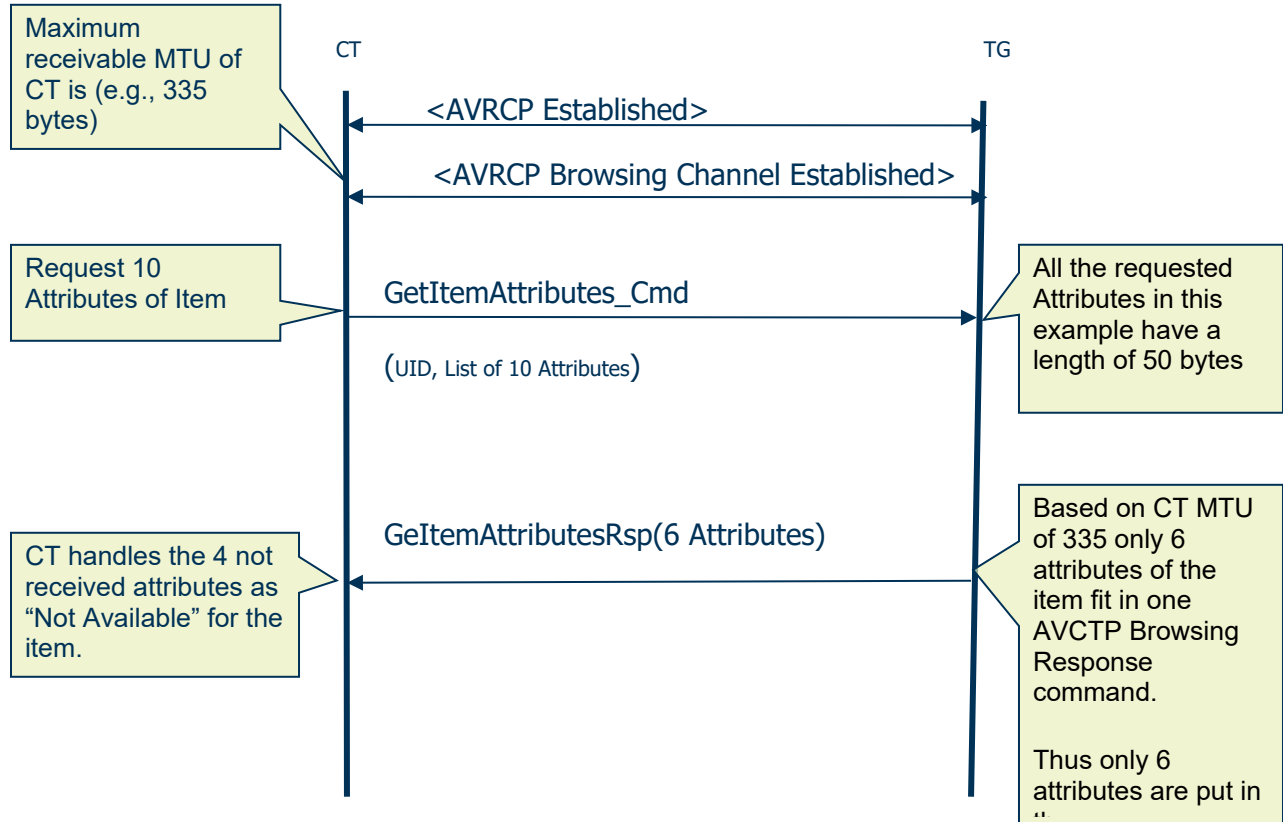 Maximum
receivable MTU of
CT is (e.g., 335
bytes)
CT
TG
<AVRCP Established>
<AVRCP Browsing Channel Established>
Request 10
Attributes of Item
GetItemAttributes_Cmd
(UID, List of 10 Attributes)
All the requested
Attributes in this
example have a
length of 50 bytes
GeItemAttributesRsp(6 Attributes)
CT handles the 4 not
received attributes as
“Not Available” for the
item.
Based on CT MTU
of 335 only 6
attributes of the
item fit in one
AVCTP Browsing
Response
command.
Thus only 6
attributes are put in